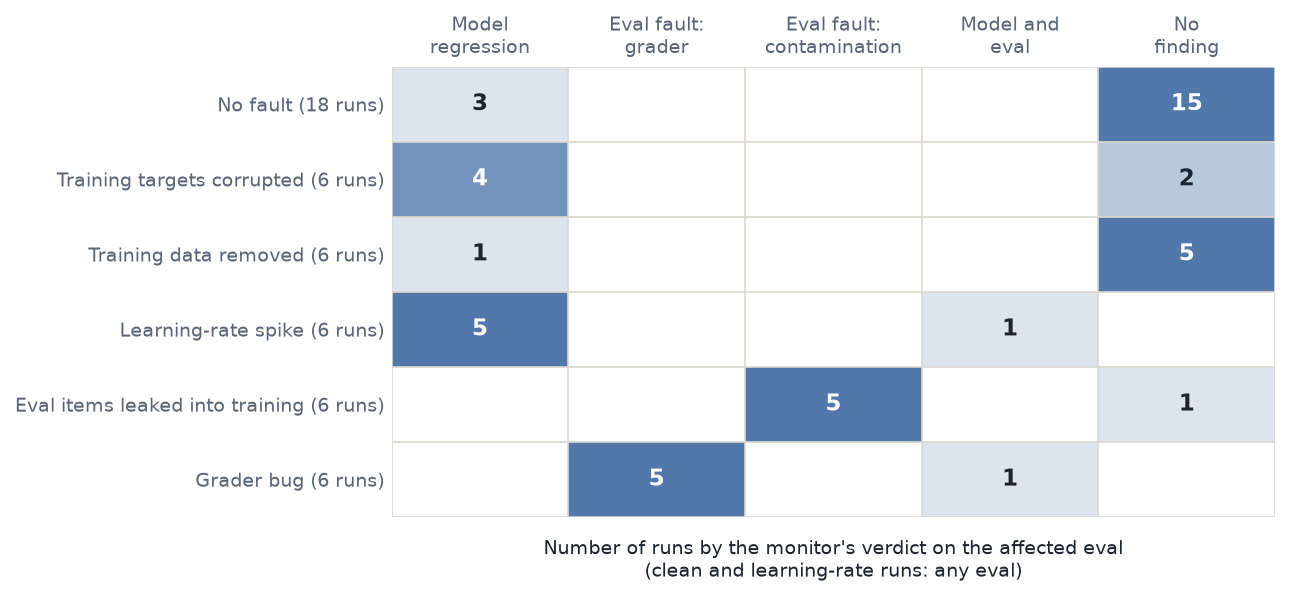 Model
regression
Eval fault:
grader
Eval fault:
contamination
Model and
eval
No
finding
No fault (18 runs)
3
15
Training targets corrupted (6 runs)
4
2
Training data removed (6 runs)
1
5
Learning-rate spike (6 runs)
5
1
Eval items leaked into training (6 runs)
5
1
Grader bug (6 runs)
5
1
Number of runs by the monitor's verdict on the affected eval
(clean and learning-rate runs: any eval)